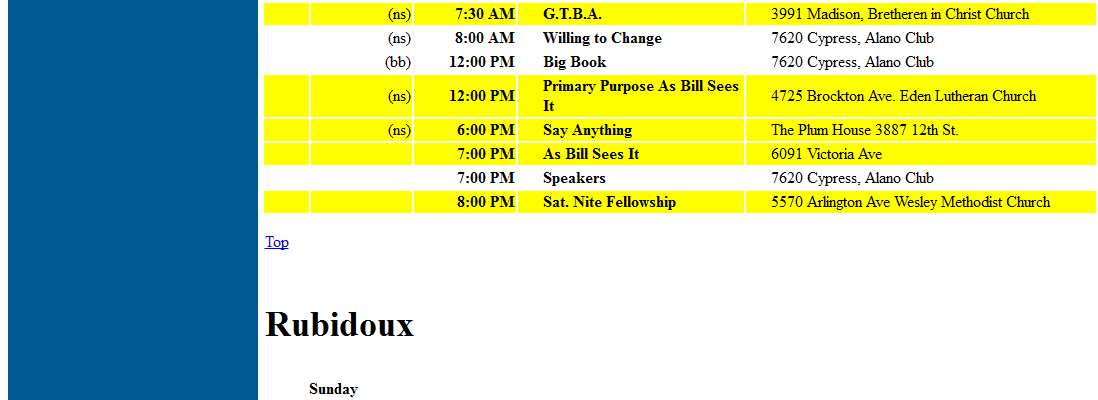 (ns) 7:30 AM G.T.B.A. 3991 Madison, Bretheren in Christ Church
(ns) 8:00 AM Willing to Change 7620 Cypress, Alano Club
(bb) 12:00 PM Big Book 7620 Cypress, Alano Club
(ns) 12:00 PM Primary Purpose As Bill Sees
It 4725 Brockton Ave. Eden Lutheran Church
(ns) 6:00 PM Say Anything The Plum House 3887 12th St.
7:00 PM As Bill Sees It 6091 Victoria Ave
7:00 PM Speakers 7620 Cypress, Alano Club
8:00 PM Sat. Nite Fellowship 5570 Arlington Ave Wesley Methodist Church
Top
Rubidoux
Sunday